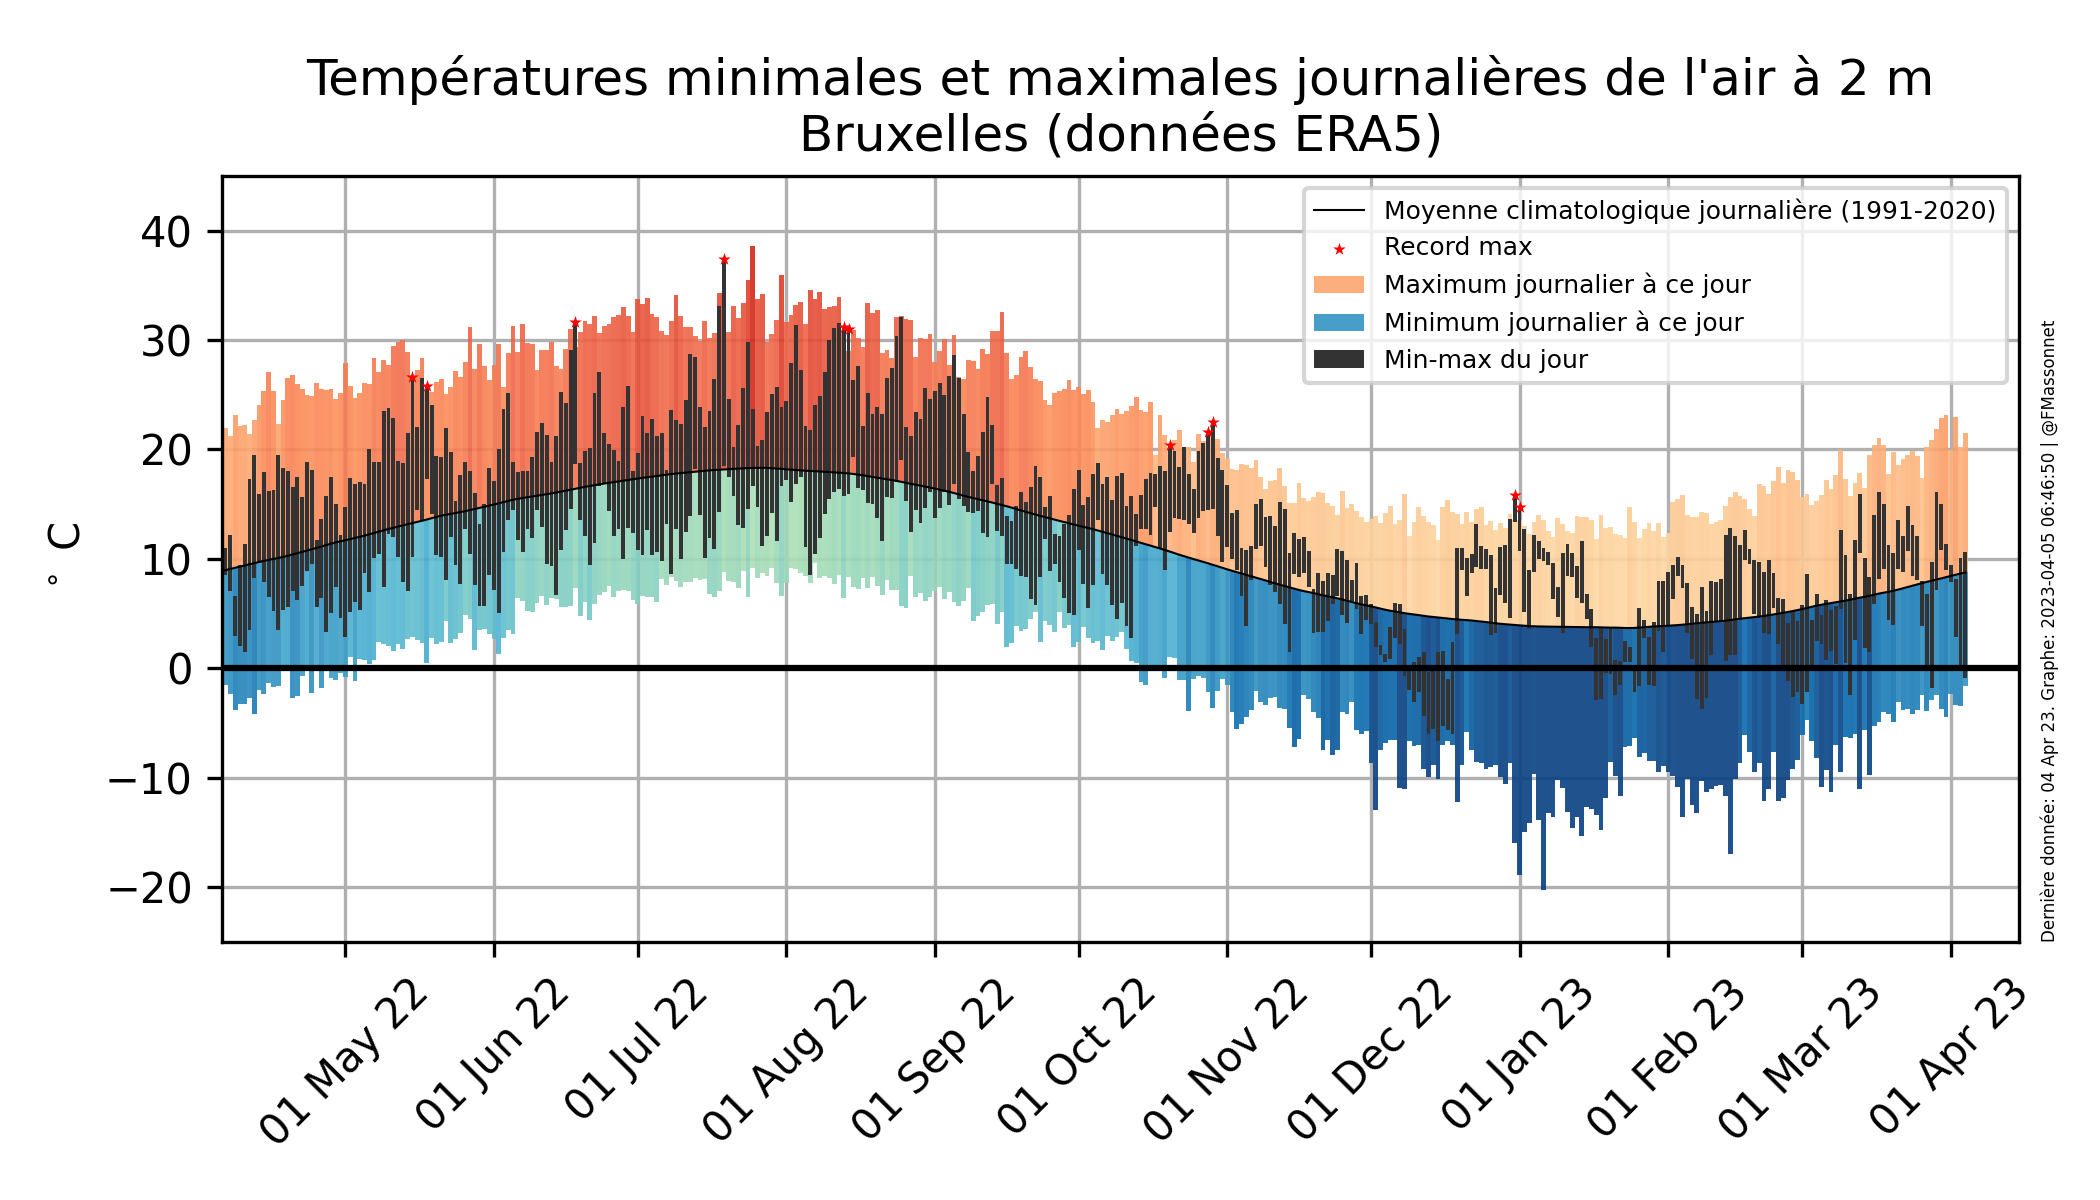 Températures minimales et maximales journalières de l'air à 2 m
Bruxelles (données ERA5)
° C
40
30
20
10
0
−10
−20
Moyenne climatologique journalière (1991-2020)
Record max
Maximum journalier à ce jour
Minimum journalier à ce jour
Min-max du jour
01 May 22
01 Jun 22
01 Jul 22
01 Aug 22
01 Sep 22
01 Oct 22
01 Nov 22
01 Dec 22
01 Jan 23
01 Feb 23
01 Mar 23
01 Apr 23
Dernière donnée: 04 Apr 23. Graphe: 2023-04-05 06:46:50 | @FMassonnet